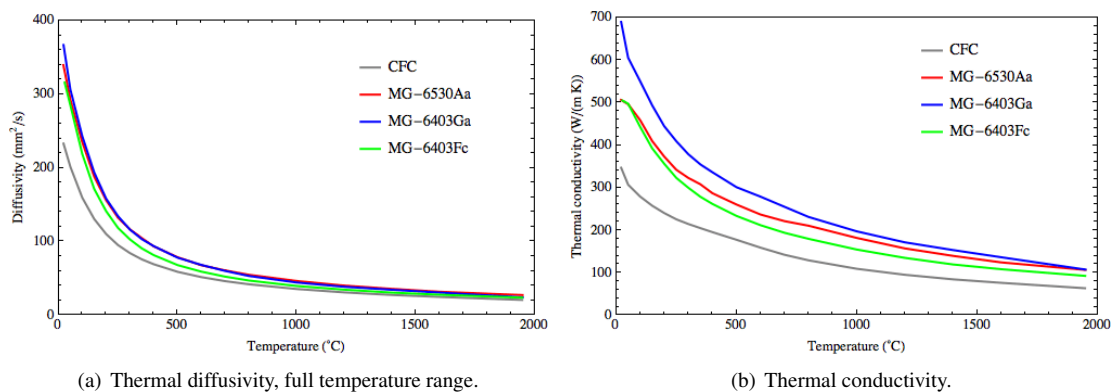 400
300
200
100
0
Diffusivity (mm²/s)
CFC
MG−6530Aa
MG−6403Ga
MG−6403Fc
0 500 1000 1500 2000
Temperature (°C)
(a) Thermal diffusivity, full temperature range.
700
600
500
400
300
200
100
0
Thermal conductivity (W/(m K))
CFC
MG−6530Aa
MG−6403Ga
MG−6403Fc
0 500 1000 1500 2000
Temperature (°C)
(b) Thermal conductivity.